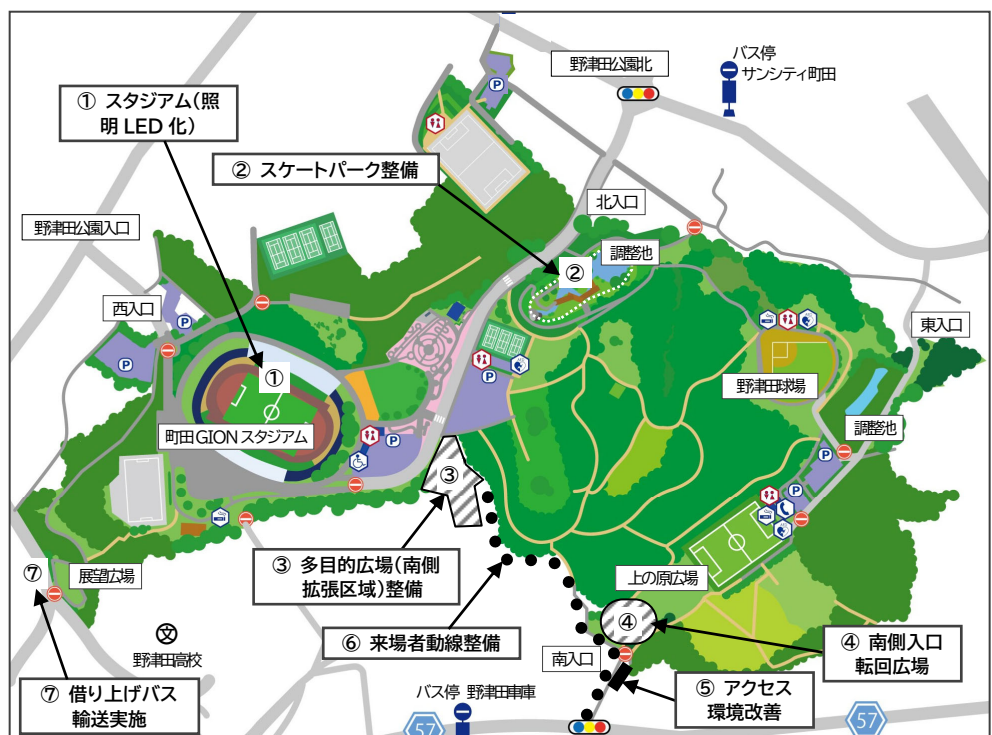 バス停
サンシティ町田
野津田公園北
① スタジアム(照
明 LED 化)
P
② スケートパーク整備
北入口
野津田公園入口
調整池
②
西入口
P
東入口
P
P
野津田球場
①
町田GIONスタジアム
P
調整池
③
P
P
③ 多目的広場(南側
拡張区域)整備
上の原広場
⑦
展望広場
④
⑥ 来場者動線整備
④ 南側入口
転回広場
文
野津田高校
南入口
⑦ 借り上げバス
輸送実施
バス停 野津田車庫
⑤ アクセス
環境改善
57
57